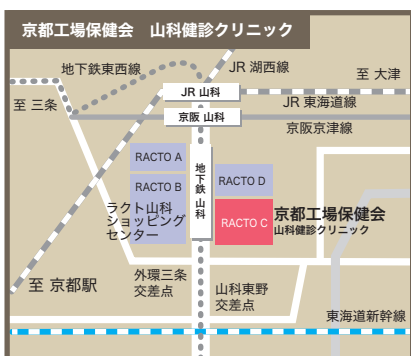 京都工場保健会　山科健診クリニック
地下鉄東西線
JR 湖西線
至 大津
JR 山科
至 三条
JR 東海道線
京阪 山科
京阪京津線
RACTO A
地下鉄 山科
RACTO B
RACTO D
ラクト山科
ショッピング
センター
RACTO C
京都工場保健会
山科健診クリニック
至 京都駅
外環三条
交差点
山科東野
交差点
東海道新幹線